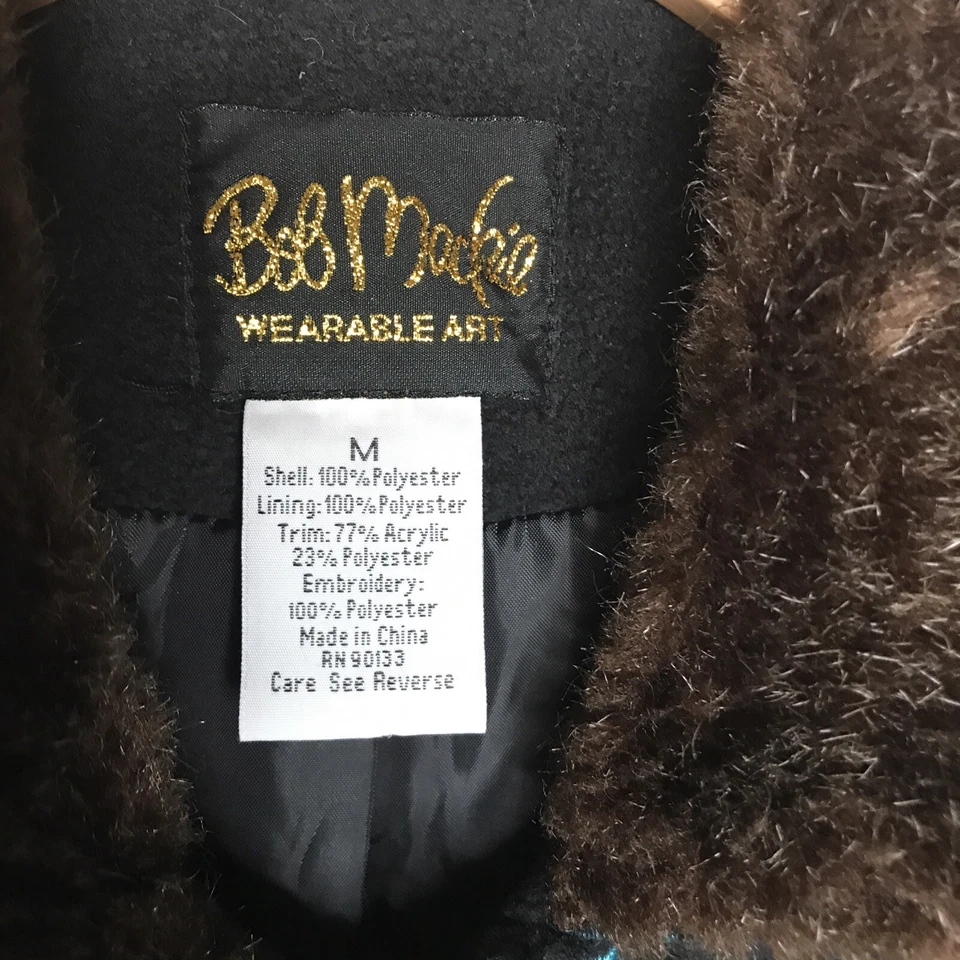 Bob Mackie
WEARABLE ART
M
Shell: 100% Polyester
Lining: 100% Polyester
Trim: 77% Acrylic
23% Polyester
Embroidery:
100% Polyester
Made in China
RN 90133
Care See Reverse